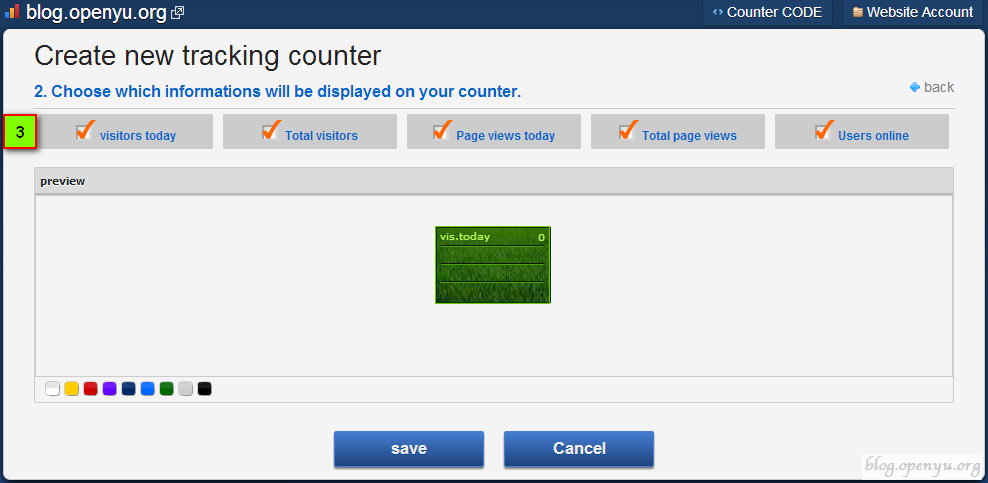 blog.openyu.org
Counter CODE
Website Account
Create new tracking counter
2. Choose which informations will be displayed on your counter.
back
3
visitors today
Total visitors
Page views today
Total page views
Users online
preview
vis.today 0
save
Cancel
blog.openyu.org